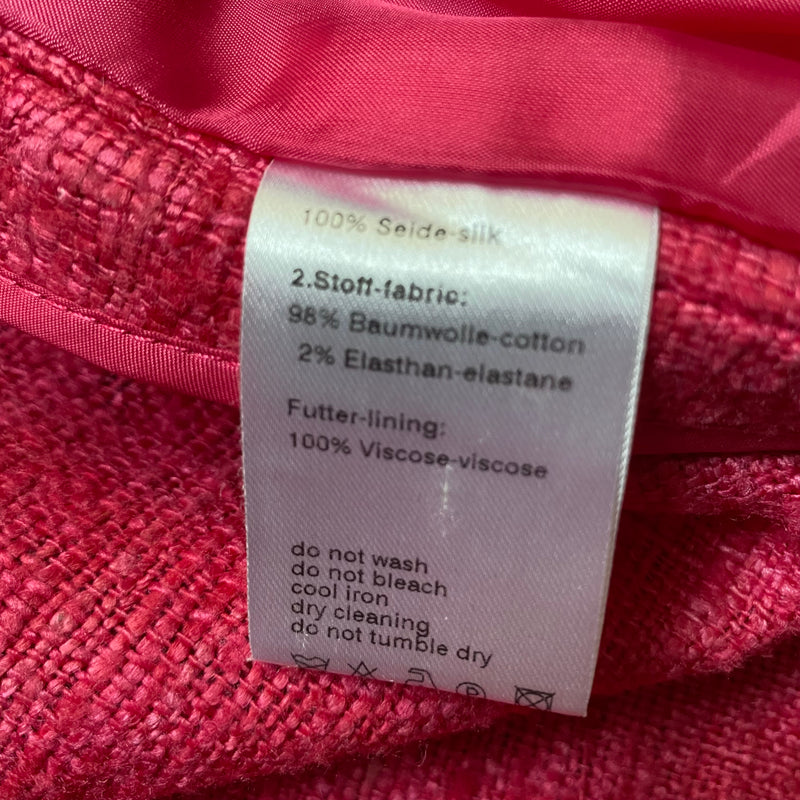 100% Seide-silk
2.Stoff-fabric:
98% Baumwolle-cotton
2% Elasthan-elastane
Futter-lining:
100% Viscose-viscose
do not wash
do not bleach
cool iron
dry cleaning
do not tumble dry